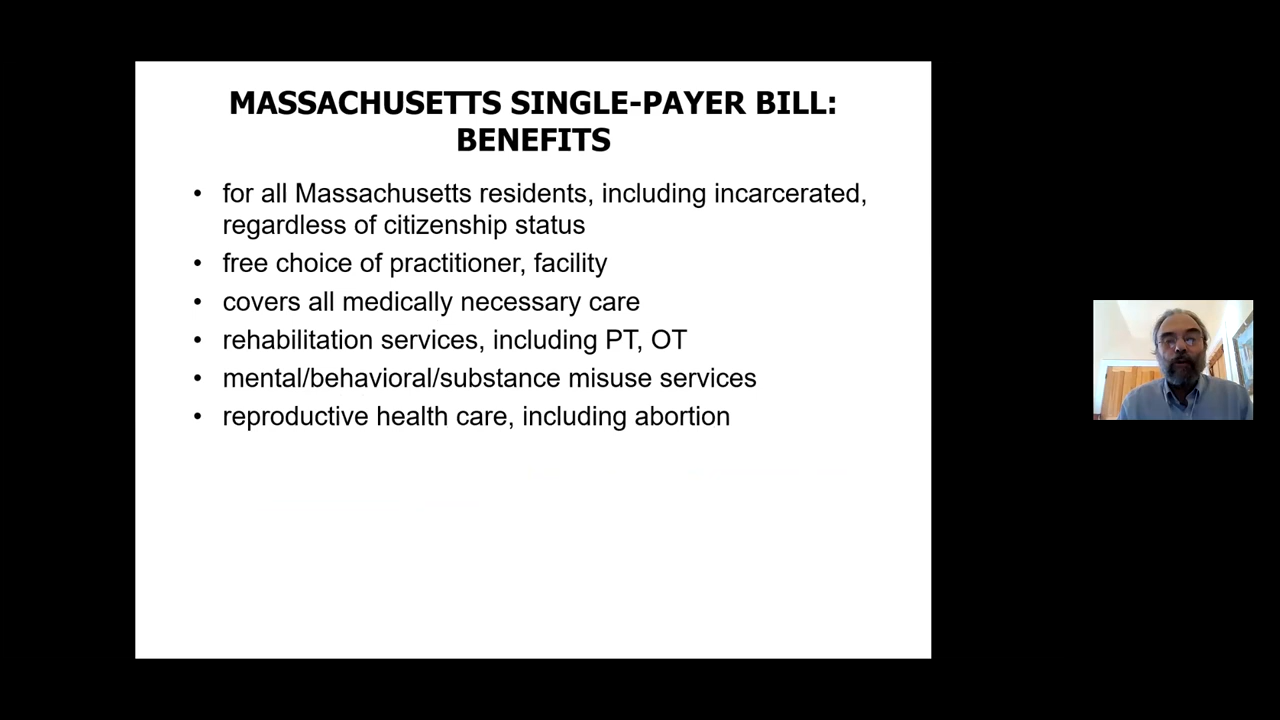 MASSACHUSETTS SINGLE-PAYER BILL:
BENEFITS
• for all Massachusetts residents, including incarcerated,
regardless of citizenship status
• free choice of practitioner, facility
• covers all medically necessary care
• rehabilitation services, including PT, OT
• mental/behavioral/substance misuse services
• reproductive health care, including abortion